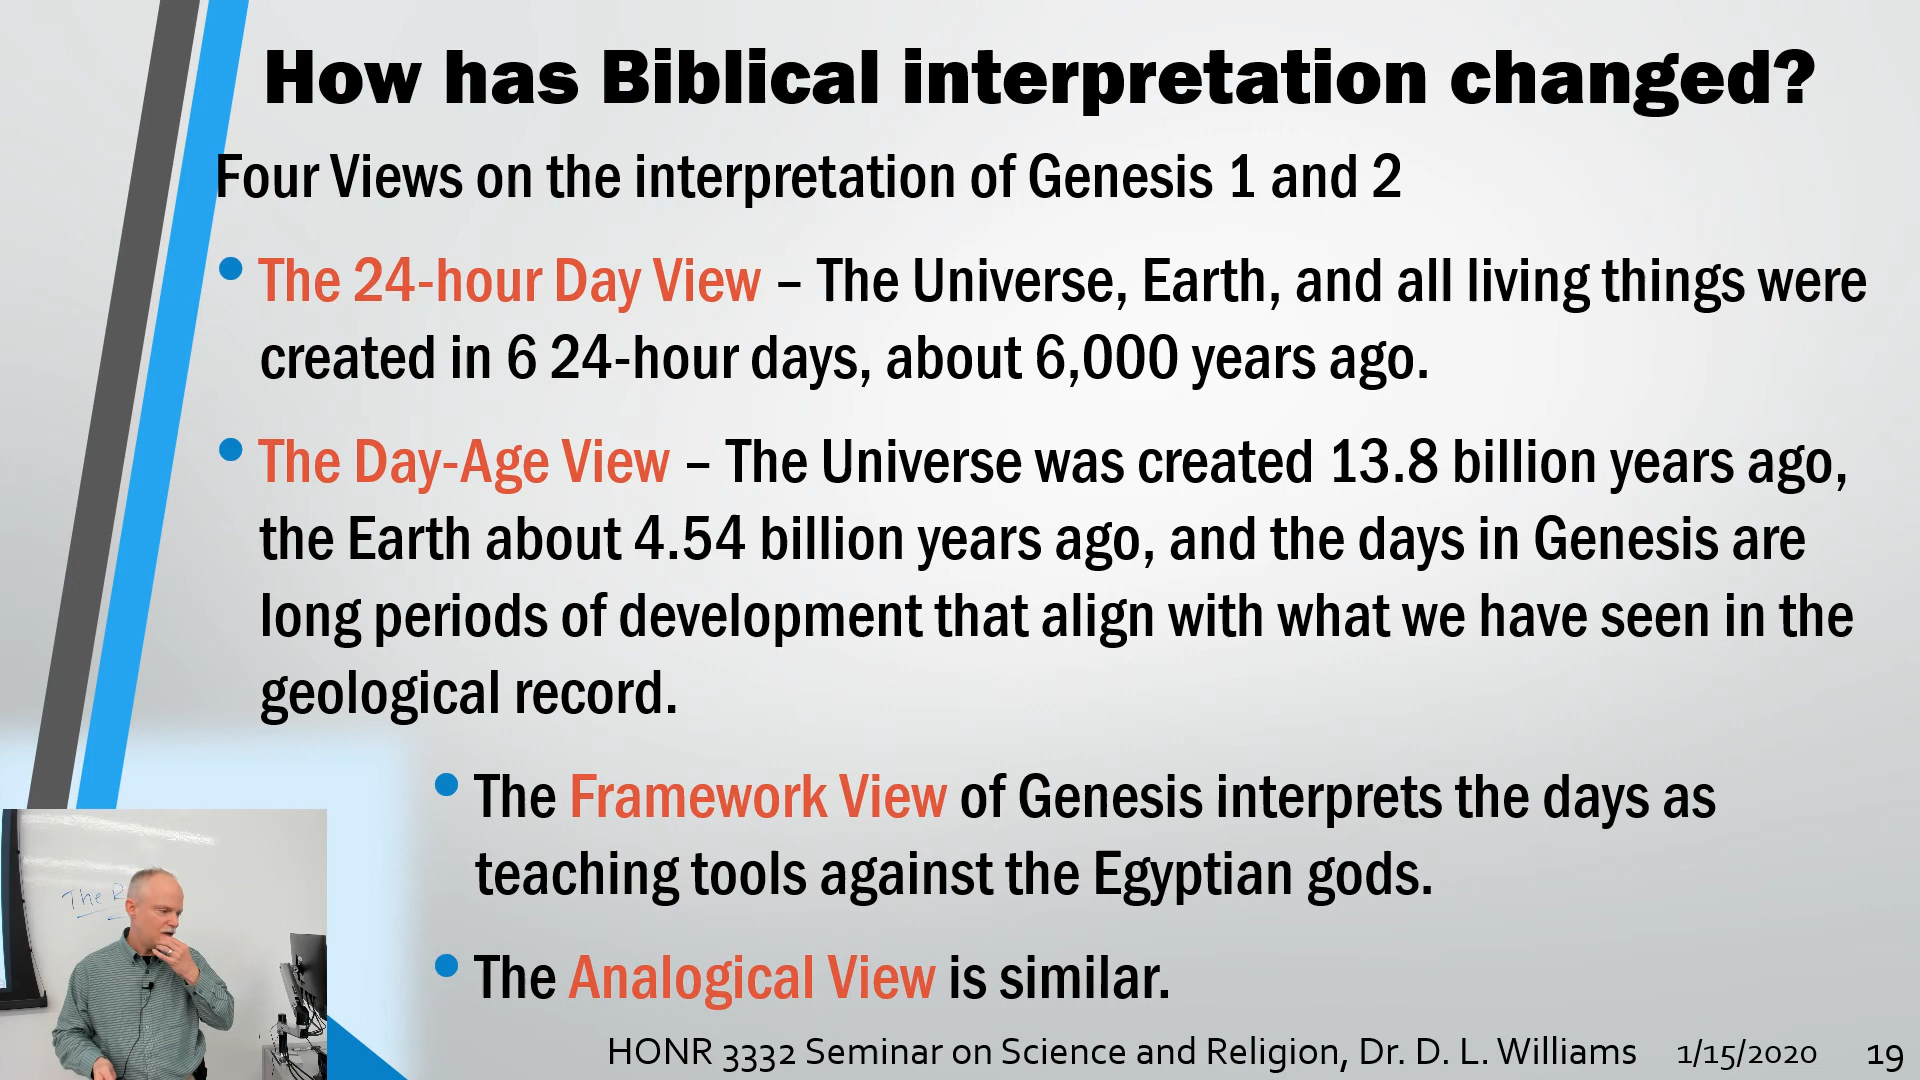 How has Biblical interpretation changed?
Four Views on the interpretation of Genesis 1 and 2
• The 24-hour Day View – The Universe, Earth, and all living things were
created in 6 24-hour days, about 6,000 years ago.
• The Day-Age View – The Universe was created 13.8 billion years ago,
the Earth about 4.54 billion years ago, and the days in Genesis are
long periods of development that align with what we have seen in the
geological record.
• The Framework View of Genesis interprets the days as
teaching tools against the Egyptian gods.
• The Analogical View is similar.
The
HONR 3332 Seminar on Science and Religion, Dr. D. L. Williams 1/15/2020 19